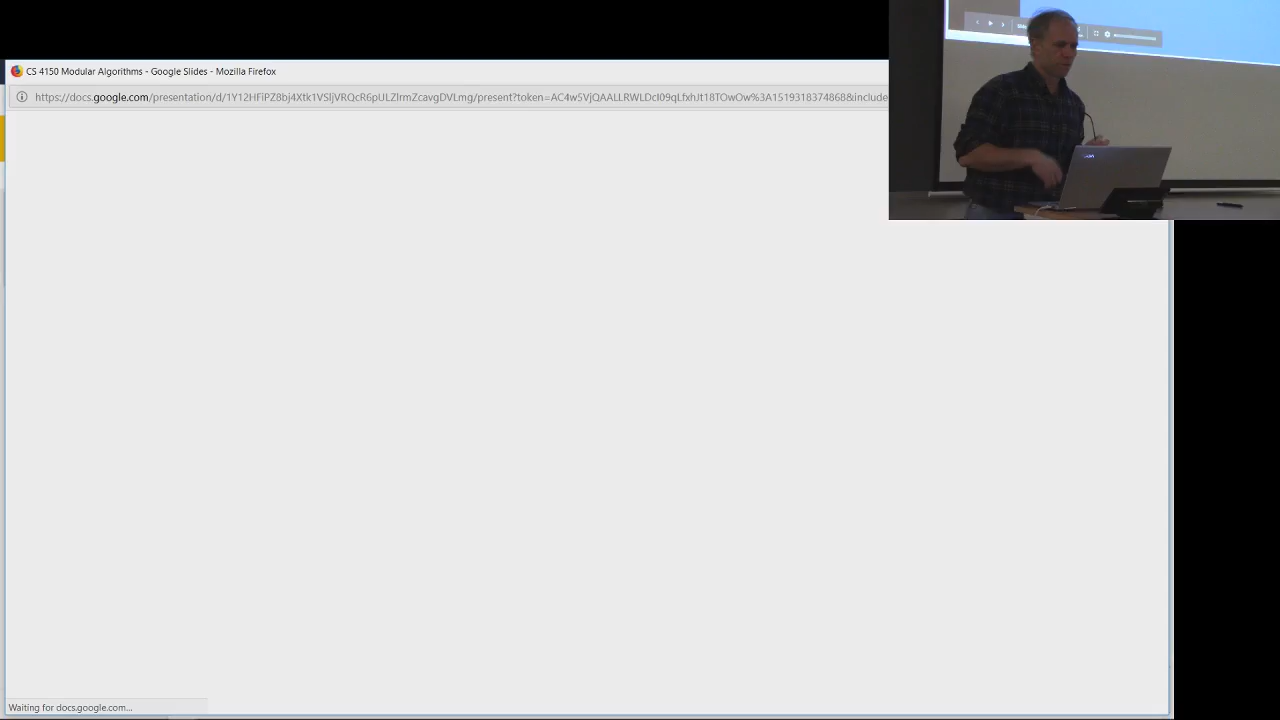 CS 4150 Modular Algorithms - Google Slides - Mozilla Firefox
https://docs.google.com/presentation/d/1Y12HFiPZ8bj4Xtk1VSljVRQcR6pULZlrmZcavgDVLmg/present?token=AC4w5VjQAALLRWLDcI09qLfxhJt18TOwOw%3A1519318374868&include
Waiting for docs.google.com...